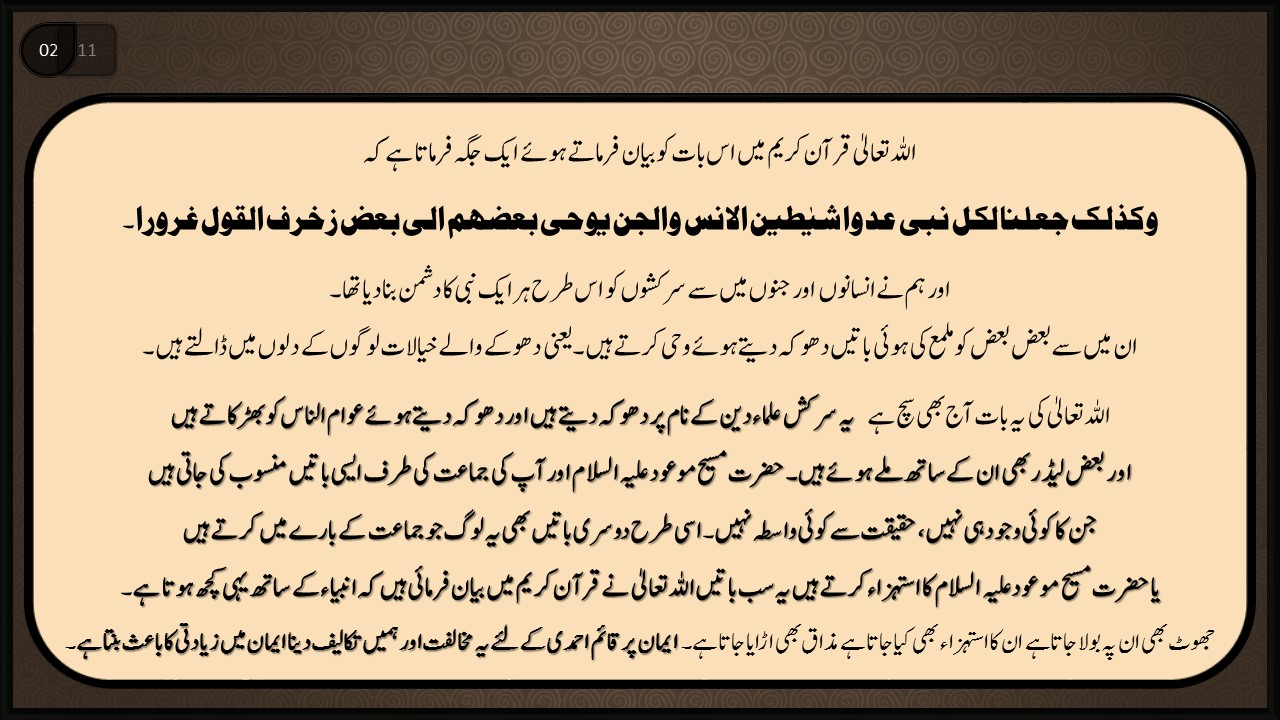 02 11
اللہ تعالیٰ قرآن کریم میں اس بات کو بیان فرماتے ہوئے ایک جگہ فرماتا ہے کہ
وکذلک جعلنا لکل نبی عدوا شیٰطین الانس والجن یوحی بعضھم الی بعض زخرف القول غرورا۔
اور ہم نے انسانوں اور جنوں میں سے سرکشوں کو اس طرح ہر ایک نبی کا دشمن بنا دیا تھا۔
ان میں سے بعض بعض کو ملمع کی ہوئی باتیں دھوکہ دیتے ہوئے وحی کرتے ہیں۔ یعنی دھوکے والے خیالات لوگوں کے دلوں میں ڈالتے ہیں۔
اللہ تعالیٰ کی یہ بات آج بھی سچ ہے یہ سرکش علماء دین کے نام پر دھوکہ دیتے ہیں اور دھوکہ دیتے ہوئے عوام الناس کو بھڑکاتے ہیں
اور بعض لیڈر بھی ان کے ساتھ ملے ہوئے ہیں۔ حضرت مسیح موعود علیہ السلام اور آپ کی جماعت کی طرف ایسی باتیں منسوب کی جاتی ہیں
جن کا کوئی وجود ہی نہیں، حقیقت سے کوئی واسطہ نہیں۔ اسی طرح دوسری باتیں بھی یہ لوگ جو جماعت کے بارے میں کرتے ہیں
یا حضرت مسیح موعود علیہ السلام کا استہزاء کرتے ہیں یہ سب باتیں اللہ تعالیٰ نے قرآن کریم میں بیان فرمائی ہیں کہ انبیاء کے ساتھ یہی کچھ ہوتا ہے۔
جھوٹ بھی ان پہ بولا جاتا ہے ان کا استہزاء بھی کیا جاتا ہے مذاق بھی اڑایا جاتا ہے۔ ایمان پر قائم احمدی کے لئے یہ مخالفت اور ہمیں تکالیف دینا ایمان میں زیادتی کا باعث بنتا ہے۔